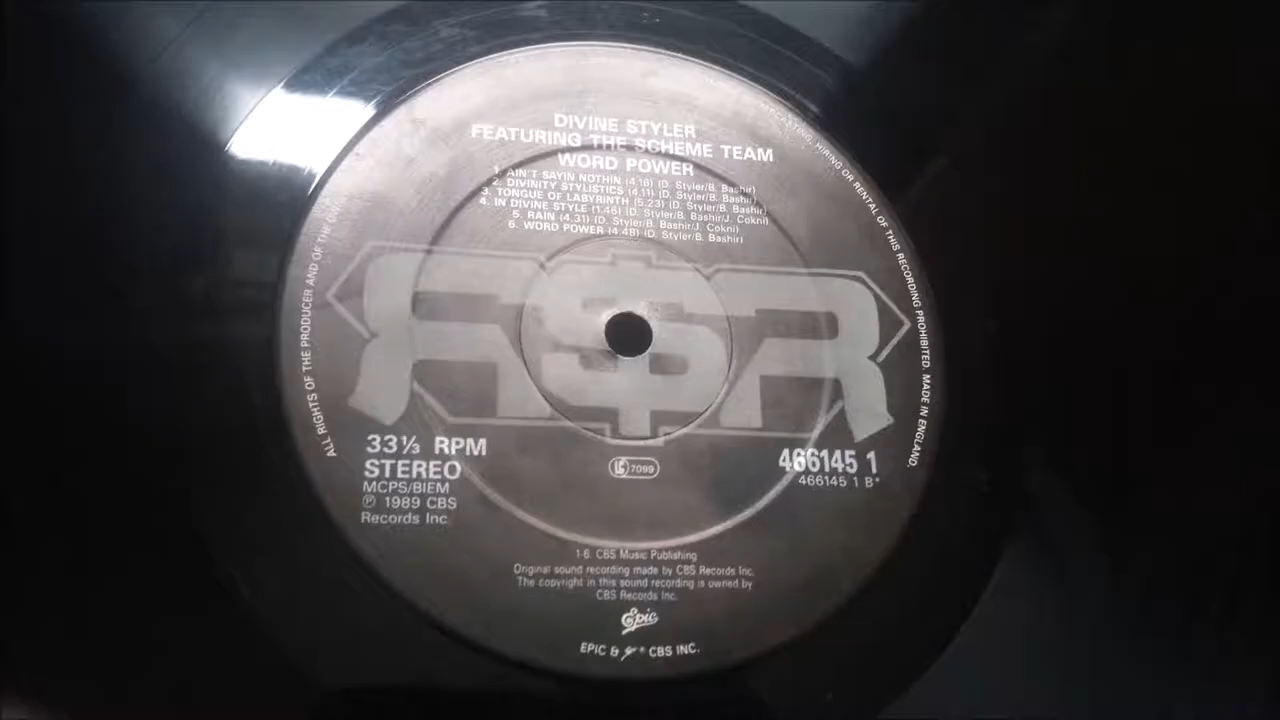 DIVINE STYLER
FEATURING THE SCHEME TEAM
WORD POWER
1. AIN'T SAYIN NOTHIN (4.16) (D. Styler/B. Bashir)
2. DIVINITY STYLISTICS (4.11) (D. Styler/B. Bashir)
3. TONGUE OF LABYRINTH (5.23) (D. Styler/B. Bashir)
4. IN DIVINE STYLE (1.46) (D. Styler/B. Bashir/J. Cokni)
5. RAIN (4.31) (D. Styler/B. Bashir/J. Cokni)
6. WORD POWER (4.48) (D. Styler/B. Bashir)
R$R
33⅓ RPM
STEREO
MCPS/BIEM
℗ 1989 CBS
Records Inc.
LC 7099
466145 1
466145 1 B*
1-6. CBS Music Publishing
Original sound recording made by CBS Records Inc.
The copyright in this sound recording is owned by
CBS Records Inc.
Epic
EPIC & ® CBS INC.
ALL RIGHTS OF THE PRODUCER AND OF THE
HIRING OR RENTAL OF THIS RECORDING PROHIBITED. MADE IN ENGLAND.